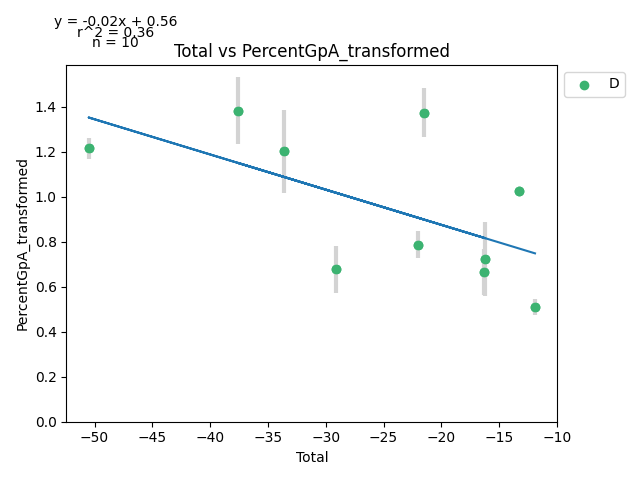 y = -0.02x + 0.56
r^2 = 0.36
n = 10
Total vs PercentGpA_transformed
D
PercentGpA_transformed
1.4
1.2
1.0
0.8
0.6
0.4
0.2
0.0
−50 −45 −40 −35 −30 −25 −20 −15 −10
Total